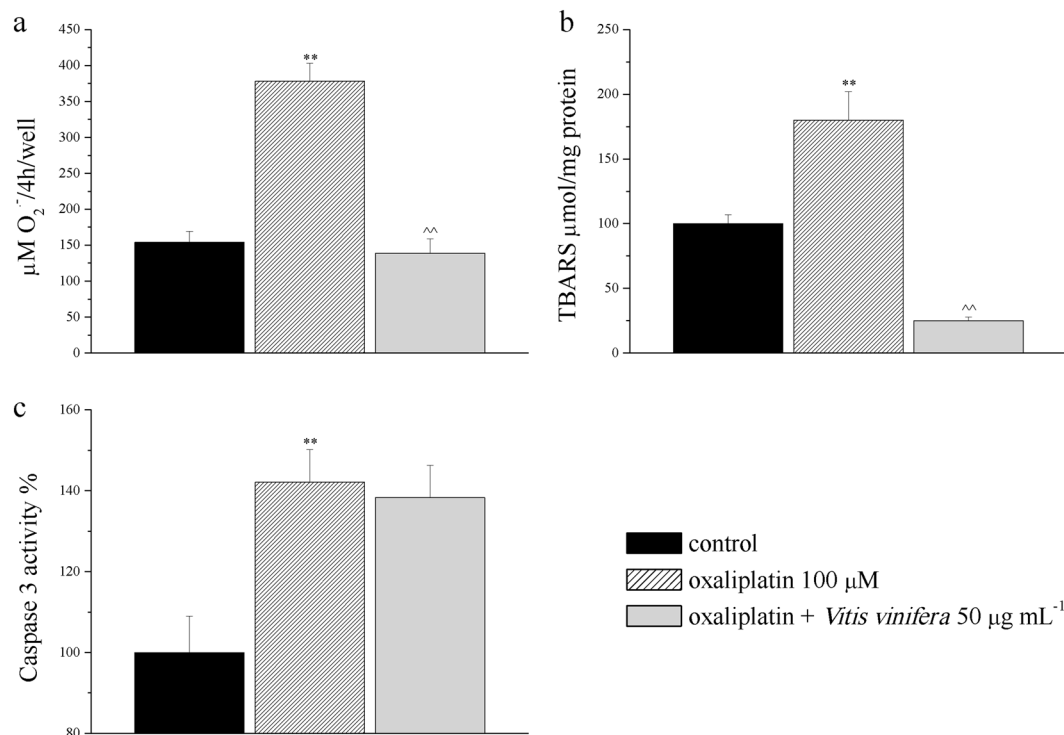 a
450
400
350
300
250
200
150
100
50
0
µM O₂·⁻/4h/well
**
^^
b
250
200
150
100
50
0
TBARS µmol/mg protein
**
^^
c
160
140
120
100
80
Caspase 3 activity %
**
control
oxaliplatin 100 µM
oxaliplatin + Vitis vinifera 50 µg mL⁻¹